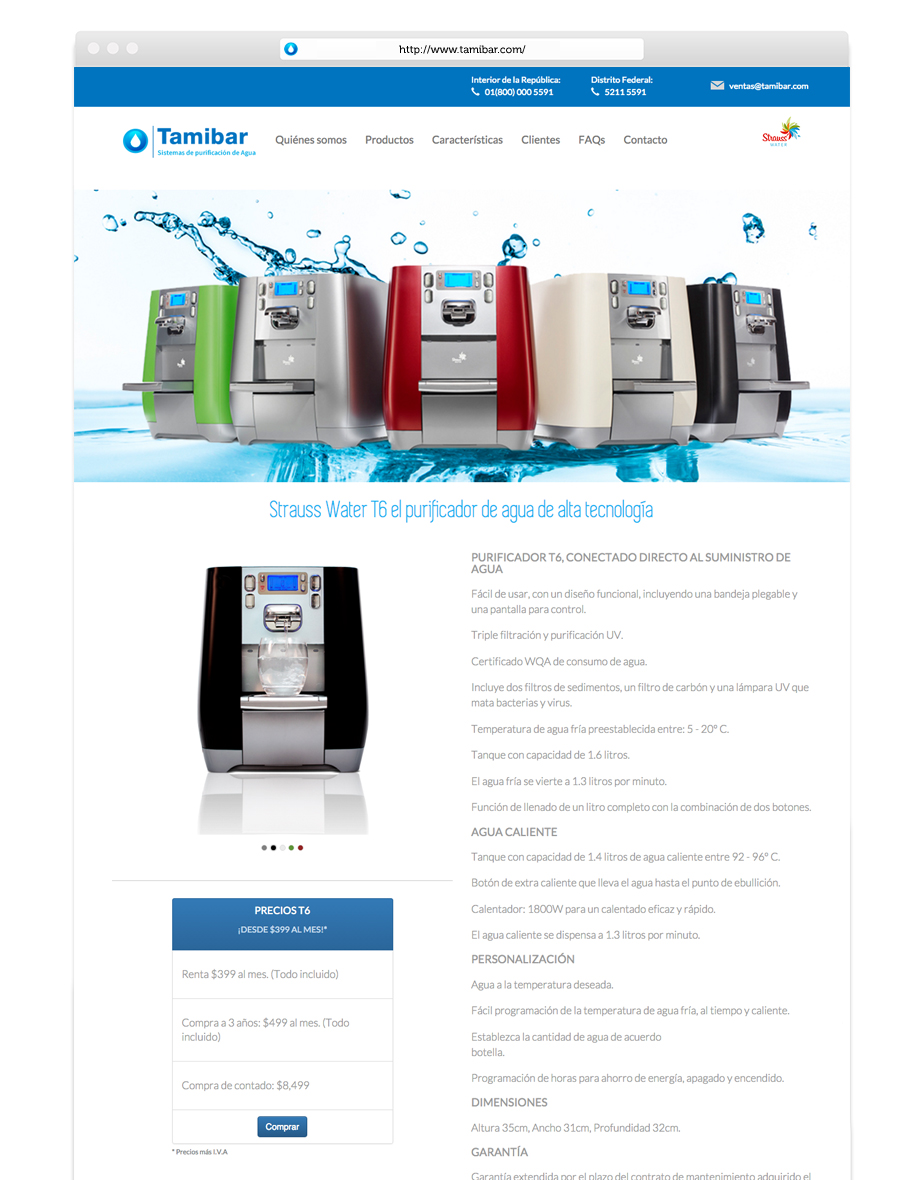 http://www.tamibar.com/
Interior de la República:
01(800) 000 5591
Distrito Federal:
5211 5591
ventas@tamibar.com
Tamibar
Sistemas de purificación de Agua
Quiénes somos
Productos
Características
Clientes
FAQs
Contacto
Strauss
WATER
Strauss Water T6 el purificador de agua de alta tecnología
PURIFICADOR T6, CONECTADO DIRECTO AL SUMINISTRO DE
AGUA
Fácil de usar, con un diseño funcional, incluyendo una bandeja plegable y
una pantalla para control.
Triple filtración y purificación UV.
Certificado WQA de consumo de agua.
Incluye dos filtros de sedimentos, un filtro de carbón y una lámpara UV que
mata bacterias y virus.
Temperatura de agua fría preestablecida entre: 5 - 20º C.
Tanque con capacidad de 1.6 litros.
El agua fría se vierte a 1.3 litros por minuto.
Función de llenado de un litro completo con la combinación de dos botones.
AGUA CALIENTE
Tanque con capacidad de 1.4 litros de agua caliente entre 92 - 96º C.
Botón de extra caliente que lleva el agua hasta el punto de ebullición.
Calentador: 1800W para un calentado eficaz y rápido.
El agua caliente se dispensa a 1.3 litros por minuto.
PERSONALIZACIÓN
Agua a la temperatura deseada.
Fácil programación de la temperatura de agua fría, al tiempo y caliente.
Establezca la cantidad de agua de acuerdo
botella.
Programación de horas para ahorro de energía, apagado y encendido.
DIMENSIONES
Altura 35cm, Ancho 31cm, Profundidad 32cm.
GARANTÍA
Garantía extendida por el plazo del contrato de mantenimiento adquirido el
PRECIOS T6
¡DESDE $399 AL MES!*
Renta $399 al mes. (Todo incluido)
Compra a 3 años: $499 al mes. (Todo
incluido)
Compra de contado: $8,499
Comprar
* Precios más I.V.A